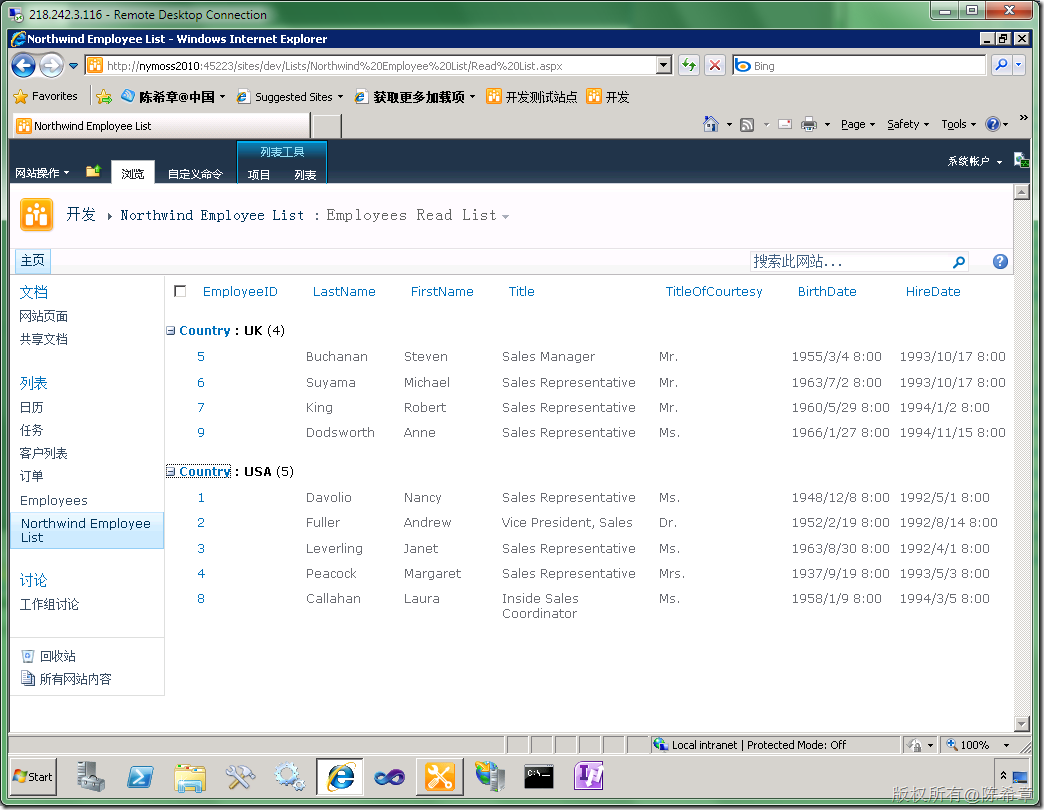 218.242.3.116 - Remote Desktop Connection
Northwind Employee List - Windows Internet Explorer
http://nymoss2010:45223/sites/dev/Lists/Northwind%20Employee%20List/Read%20List.aspx
Bing
Favorites 陈希章@中国 Suggested Sites 获取更多加载项 开发测试站点 开发
Northwind Employee List
Page Safety Tools »
列表工具
系统帐户
网站操作 浏览 自定义命令 项目 列表
开发 Northwind Employee List : Employees Read List
主页
搜索此网站...
文档
网站页面
共享文档
列表
日历
任务
客户列表
订单
Employees
Northwind Employee
List
讨论
工作组讨论
回收站
所有网站内容
EmployeeID LastName FirstName Title TitleOfCourtesy BirthDate HireDate
Country : UK (4)
5 Buchanan Steven Sales Manager Mr. 1955/3/4 8:00 1993/10/17 8:00
6 Suyama Michael Sales Representative Mr. 1963/7/2 8:00 1993/10/17 8:00
7 King Robert Sales Representative Mr. 1960/5/29 8:00 1994/1/2 8:00
9 Dodsworth Anne Sales Representative Ms. 1966/1/27 8:00 1994/11/15 8:00
Country : USA (5)
1 Davolio Nancy Sales Representative Ms. 1948/12/8 8:00 1992/5/1 8:00
2 Fuller Andrew Vice President, Sales Dr. 1952/2/19 8:00 1992/8/14 8:00
3 Leverling Janet Sales Representative Ms. 1963/8/30 8:00 1992/4/1 8:00
4 Peacock Margaret Sales Representative Mrs. 1937/9/19 8:00 1993/5/3 8:00
8 Callahan Laura Inside Sales Ms. 1958/1/9 8:00 1994/3/5 8:00
Coordinator
Local intranet | Protected Mode: Off 100%
Start
版权所有@陈希章